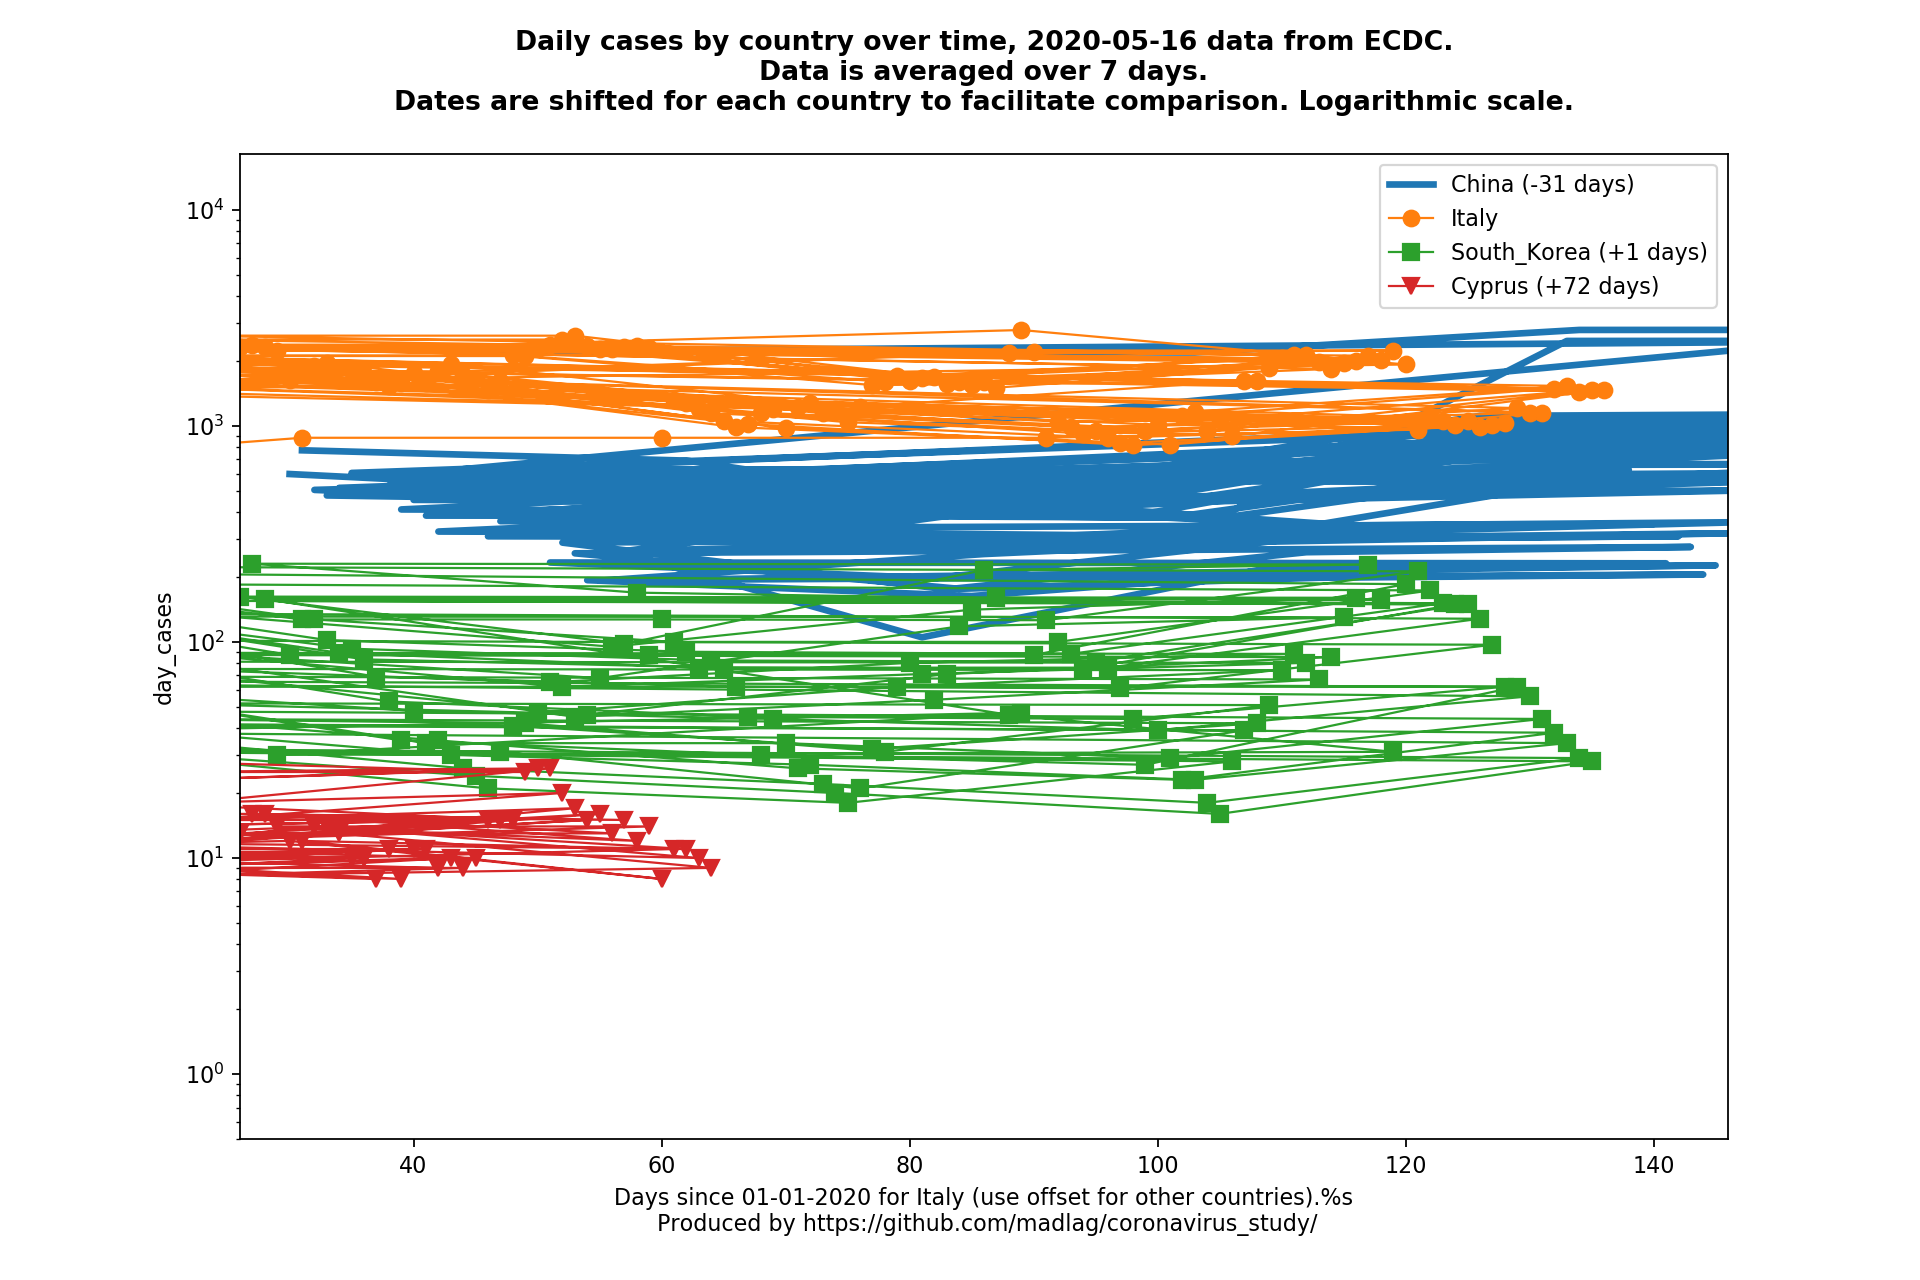 Daily cases by country over time, 2020-05-16 data from ECDC.
Data is averaged over 7 days.
Dates are shifted for each country to facilitate comparison. Logarithmic scale.
China (-31 days)
Italy
South_Korea (+1 days)
Cyprus (+72 days)
10^4
10^3
10^2
10^1
10^0
day_cases
40 60 80 100 120 140
Days since 01-01-2020 for Italy (use offset for other countries).%s
Produced by https://github.com/madlag/coronavirus_study/